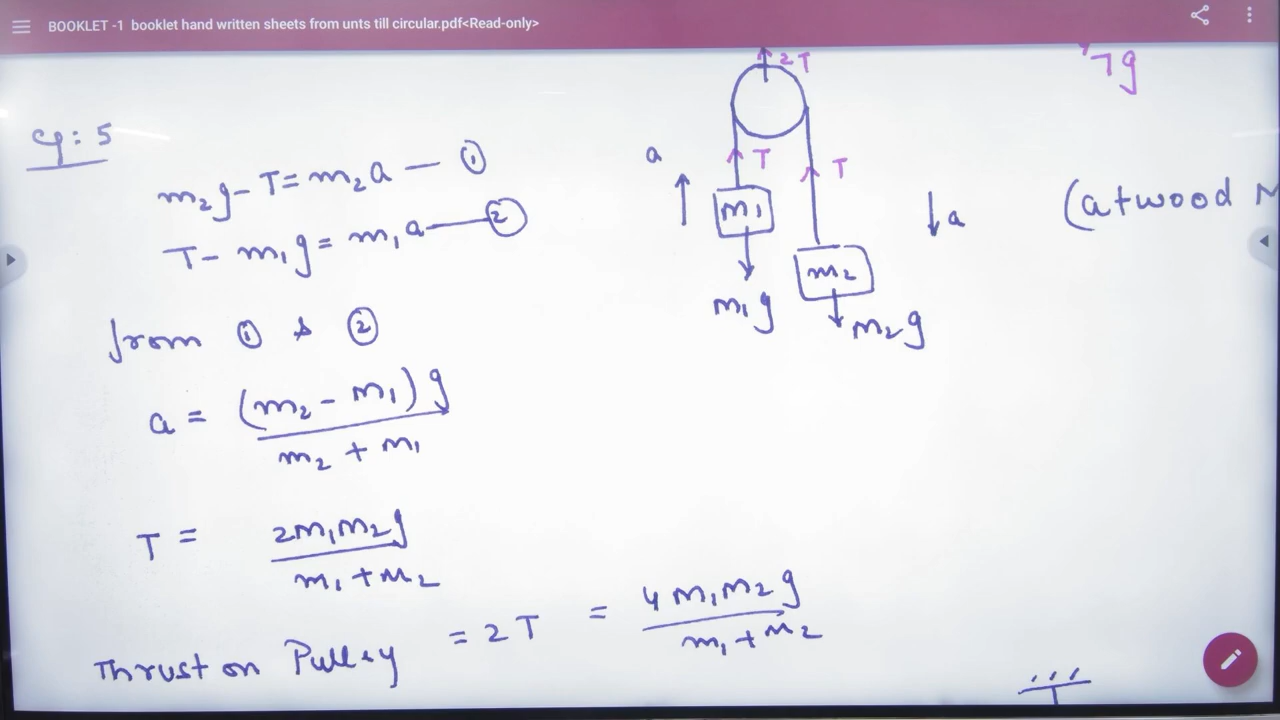 BOOKLET -1 booklet hand written sheets from unts till circular.pdf<Read-only>
2T
7g
eg: 5
m₂g - T = m₂a — ①
T - m₁g = m₁a — ②
a
T
T
m₁
m₂
↓a
(atwood M
m₁g
m₂g
from ① & ②
a = (m₂ - m₁)g / m₂ + m₁
T = 2m₁m₂g / m₁ + m₂
Thrust on Pulley = 2T = 4m₁m₂g / m₁ + m₂